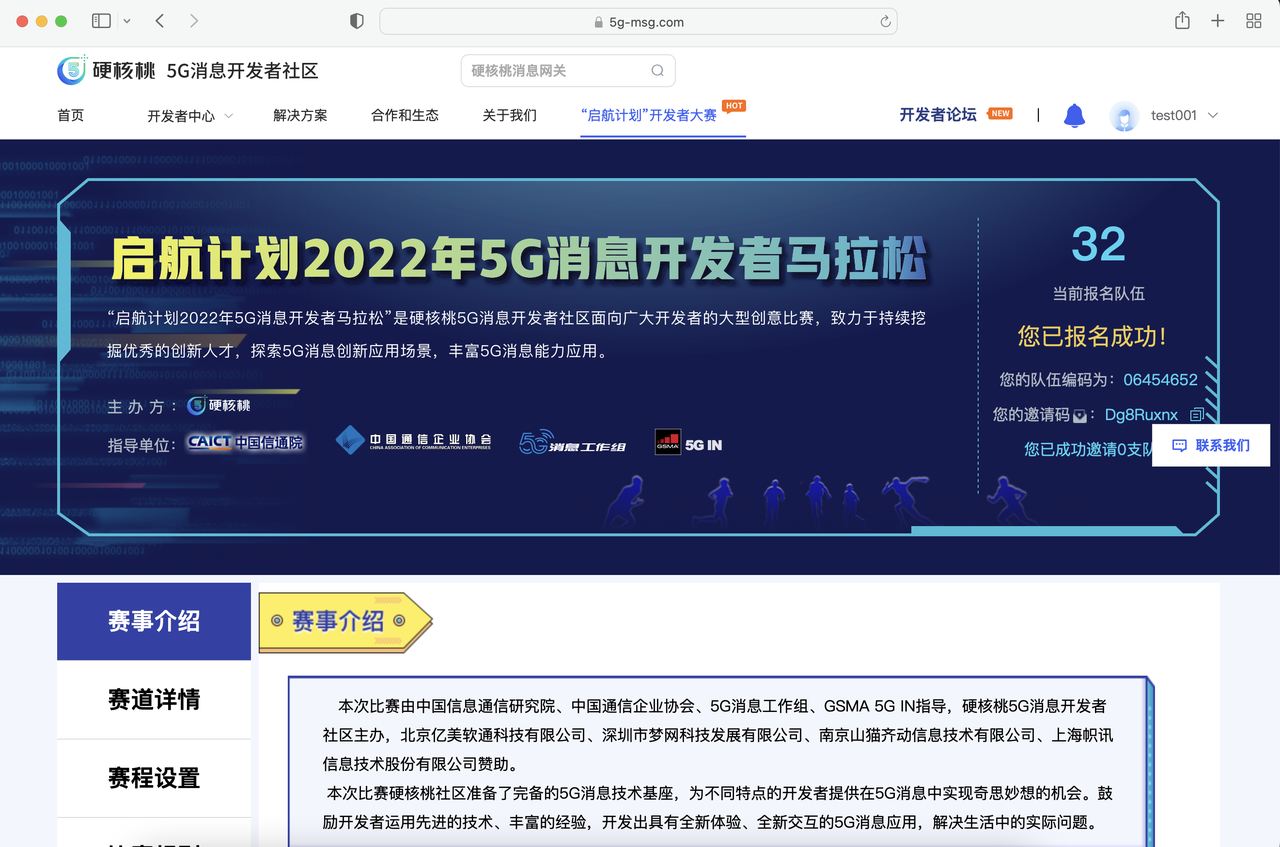 5g-msg.com
硬核桃 5G消息开发者社区
硬核桃消息网关
首页 开发者中心 解决方案 合作和生态 关于我们 “启航计划”开发者大赛 HOT 开发者论坛 NEW | test001
启航计划2022年5G消息开发者马拉松
“启航计划2022年5G消息开发者马拉松”是硬核桃5G消息开发者社区面向广大开发者的大型创意比赛，致力于持续挖
掘优秀的创新人才，探索5G消息创新应用场景，丰富5G消息能力应用。
主 办 方： 硬核桃
指导单位： CAICT 中国信通院 中国通信企业协会 CHINA ASSOCIATION OF COMMUNICATION ENTERPRISES 5G消息工作组 GSMA 5G IN
32
当前报名队伍
您已报名成功！
您的队伍编码为：06454652
您的邀请码：Dg8Ruxnx
您已成功邀请0支队
联系我们
赛事介绍
赛道详情
赛程设置
赛事介绍
本次比赛由中国信息通信研究院、中国通信企业协会、5G消息工作组、GSMA 5G IN指导，硬核桃5G消息开发者
社区主办，北京亿美软通科技有限公司、深圳市梦网科技发展有限公司、南京山猫齐动信息技术有限公司、上海帜讯
信息技术股份有限公司赞助。
本次比赛硬核桃社区准备了完备的5G消息技术基座，为不同特点的开发者提供在5G消息中实现奇思妙想的机会。鼓
励开发者运用先进的技术、丰富的经验，开发出具有全新体验、全新交互的5G消息应用，解决生活中的实际问题。